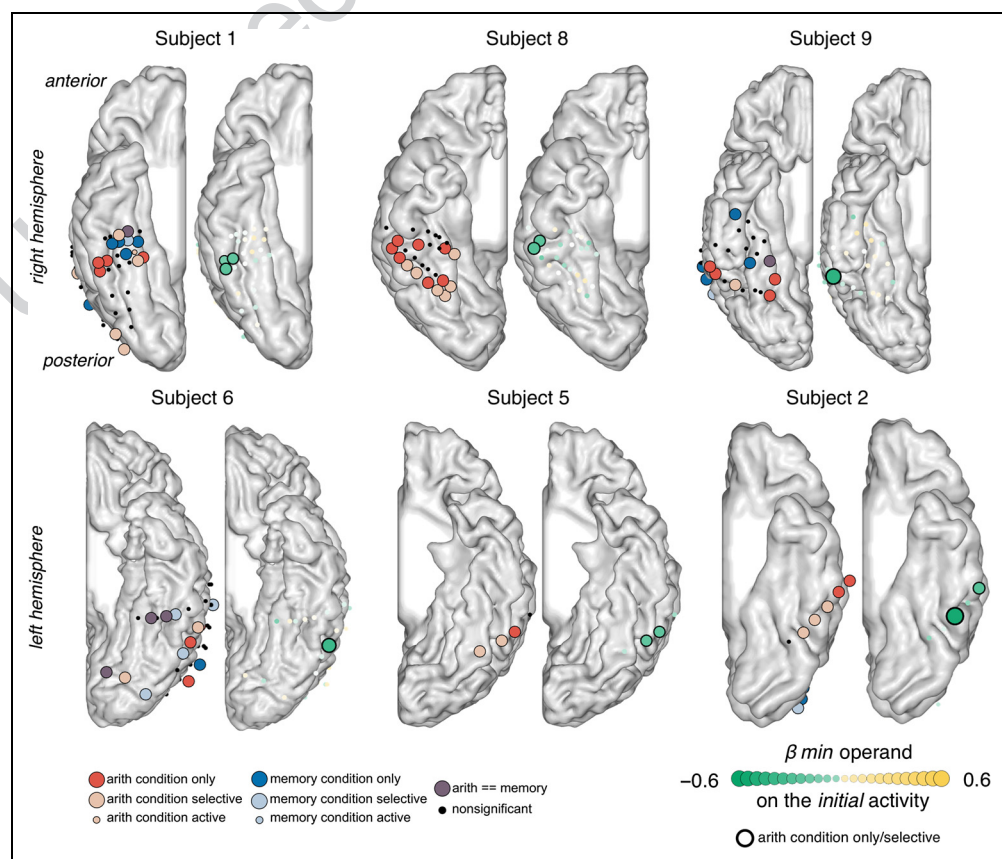 Subject 1
Subject 8
Subject 9
anterior
right hemisphere
posterior
Subject 6
Subject 5
Subject 2
left hemisphere
arith condition only
arith condition selective
arith condition active
memory condition only
memory condition selective
memory condition active
arith == memory
nonsignificant
β min operand
−0.6
0.6
on the initial activity
arith condition only/selective